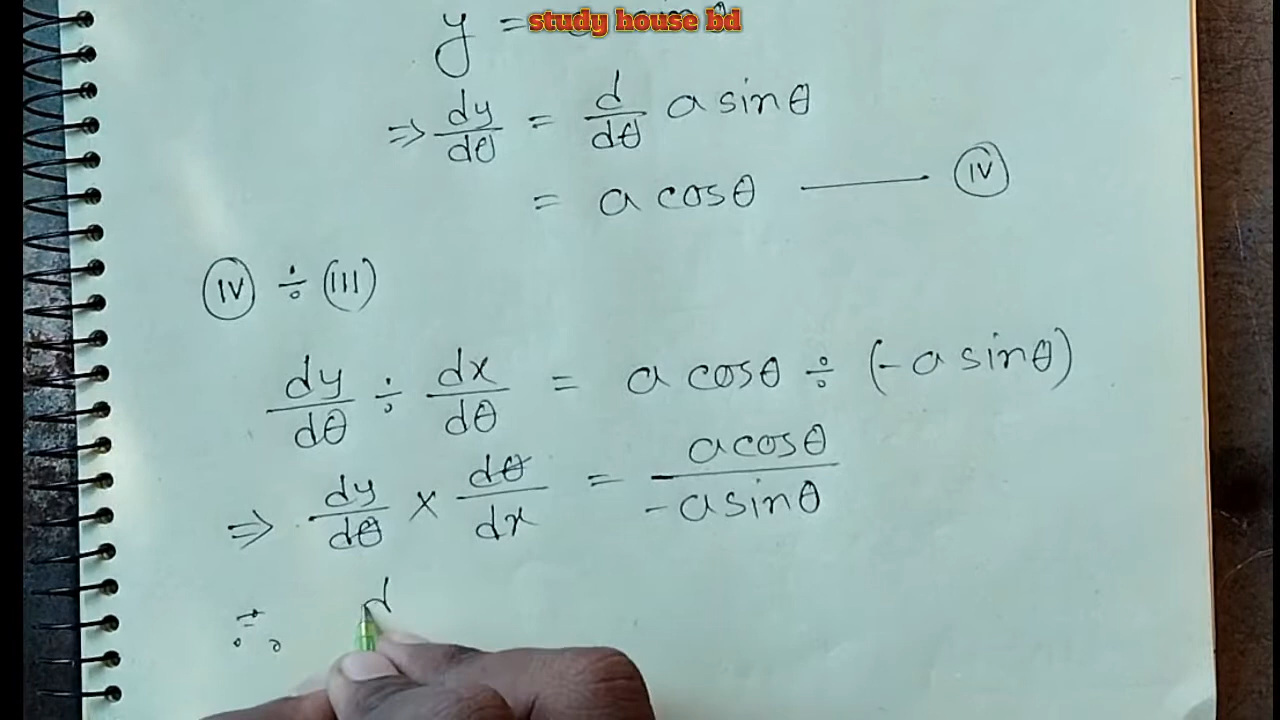 study house bd
y =
⇒ dy/dθ = d/dθ a sinθ
= a cosθ ——— (IV)
(IV) ÷ (III)
dy/dθ ÷ dx/dθ = a cosθ ÷ (- a sinθ)
⇒ dy/dθ × dθ/dx = a cosθ / - a sinθ
∴ d